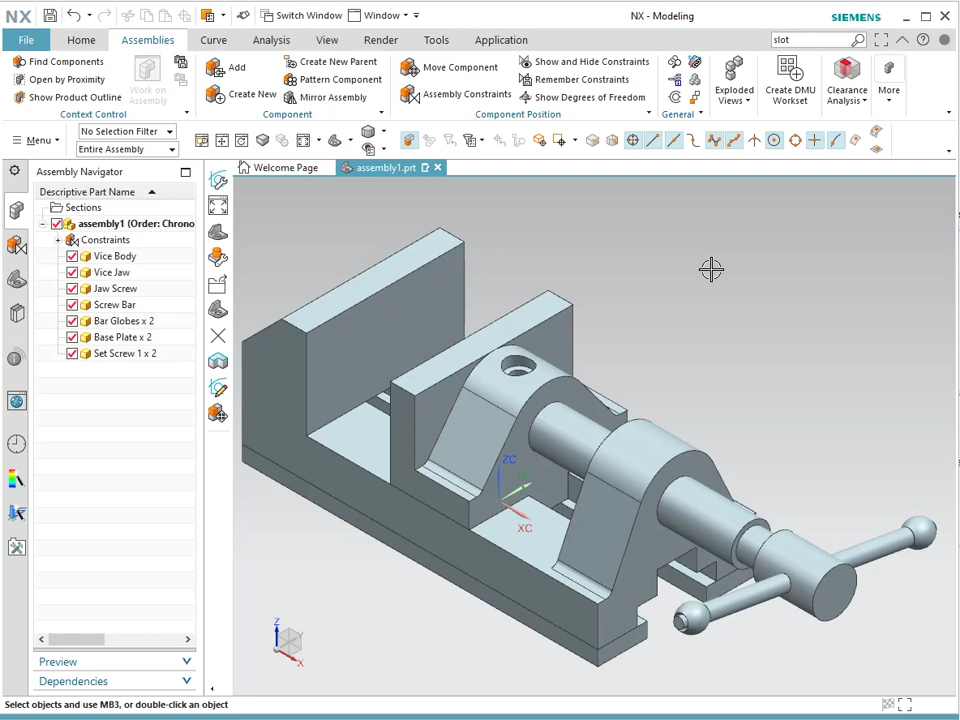 NX Switch Window Window NX - Modeling SIEMENS
File Home Assemblies Curve Analysis View Render Tools Application slot
Find Components
Open by Proximity
Show Product Outline
Work on
Assembly
Context Control
Add
Create New
Create New Parent
Pattern Component
Mirror Assembly
Component
Move Component
Assembly Constraints
Show and Hide Constraints
Remember Constraints
Show Degrees of Freedom
Component Position
General
Exploded
Views
Create DMU
Workset
Clearance
Analysis
More
Menu
No Selection Filter
Entire Assembly
Assembly Navigator
Welcome Page
assembly1.prt
Descriptive Part Name
Sections
assembly1 (Order: Chrono
Constraints
Vice Body
Vice Jaw
Jaw Screw
Screw Bar
Bar Globes x 2
Base Plate x 2
Set Screw 1 x 2
ZC
XC
Z
X
Preview
Dependencies
Select objects and use MB3, or double-click an object